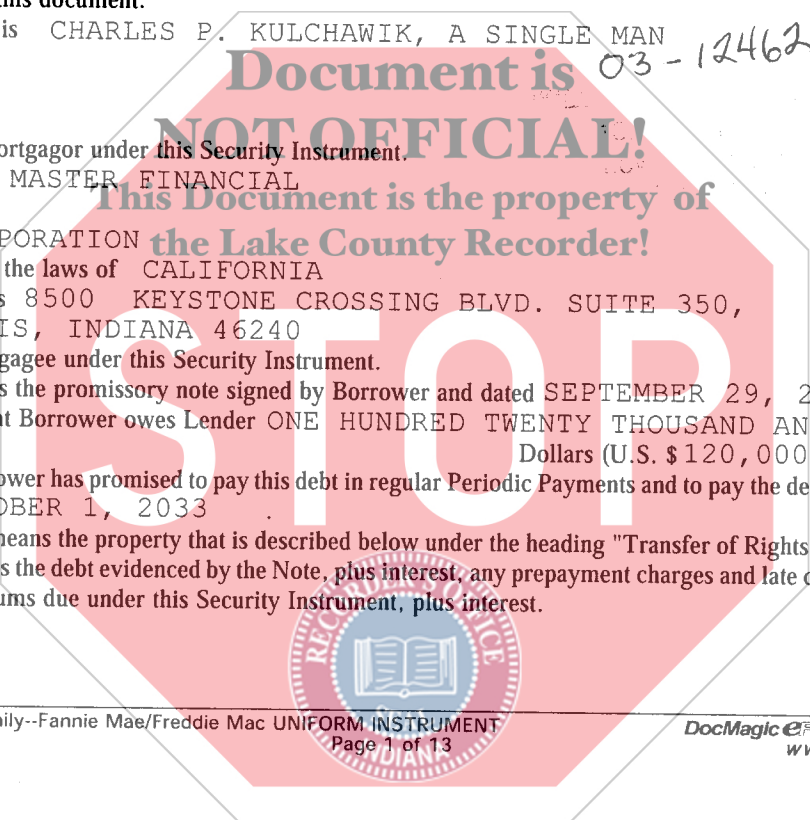 this document.
is CHARLES P. KULCHAWIK, A SINGLE MAN
03-12462
Document is
NOT OFFICIAL!
ortgagor under this Security Instrument.
MASTER FINANCIAL
This Document is the property of
PORATION
the Lake County Recorder!
the laws of CALIFORNIA
s 8500 KEYSTONE CROSSING BLVD. SUITE 350,
IS, INDIANA 46240
STOP
gagee under this Security Instrument.
s the promissory note signed by Borrower and dated SEPTEMBER 29, 2
at Borrower owes Lender ONE HUNDRED TWENTY THOUSAND AN
Dollars (U.S. $120,000
ower has promised to pay this debt in regular Periodic Payments and to pay the de
OBER 1, 2033
means the property that is described below under the heading "Transfer of Rights
s the debt evidenced by the Note, plus interest, any prepayment charges and late c
ums due under this Security Instrument, plus interest.
RECORDER'S OFFICE
INDIANA
ily--Fannie Mae/Freddie Mac UNIFORM INSTRUMENT
Page 1 of 13
DocMagic